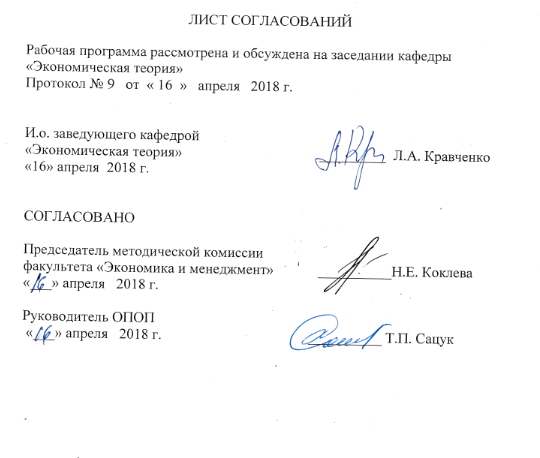 ЛИСТ СОГЛАСОВАНИЙ
Рабочая программа рассмотрена и обсуждена на заседании кафедры
«Экономическая теория»
Протокол № 9 от « 16 » апреля 2018 г.
И.о. заведующего кафедрой
«Экономическая теория» Л.А. Кравченко
«16» апреля 2018 г.
СОГЛАСОВАНО
Председатель методической комиссии
факультета «Экономика и менеджмент» Н.Е. Коклева
«16» апреля 2018 г.
Руководитель ОПОП
«16» апреля 2018 г. Т.П. Сацук